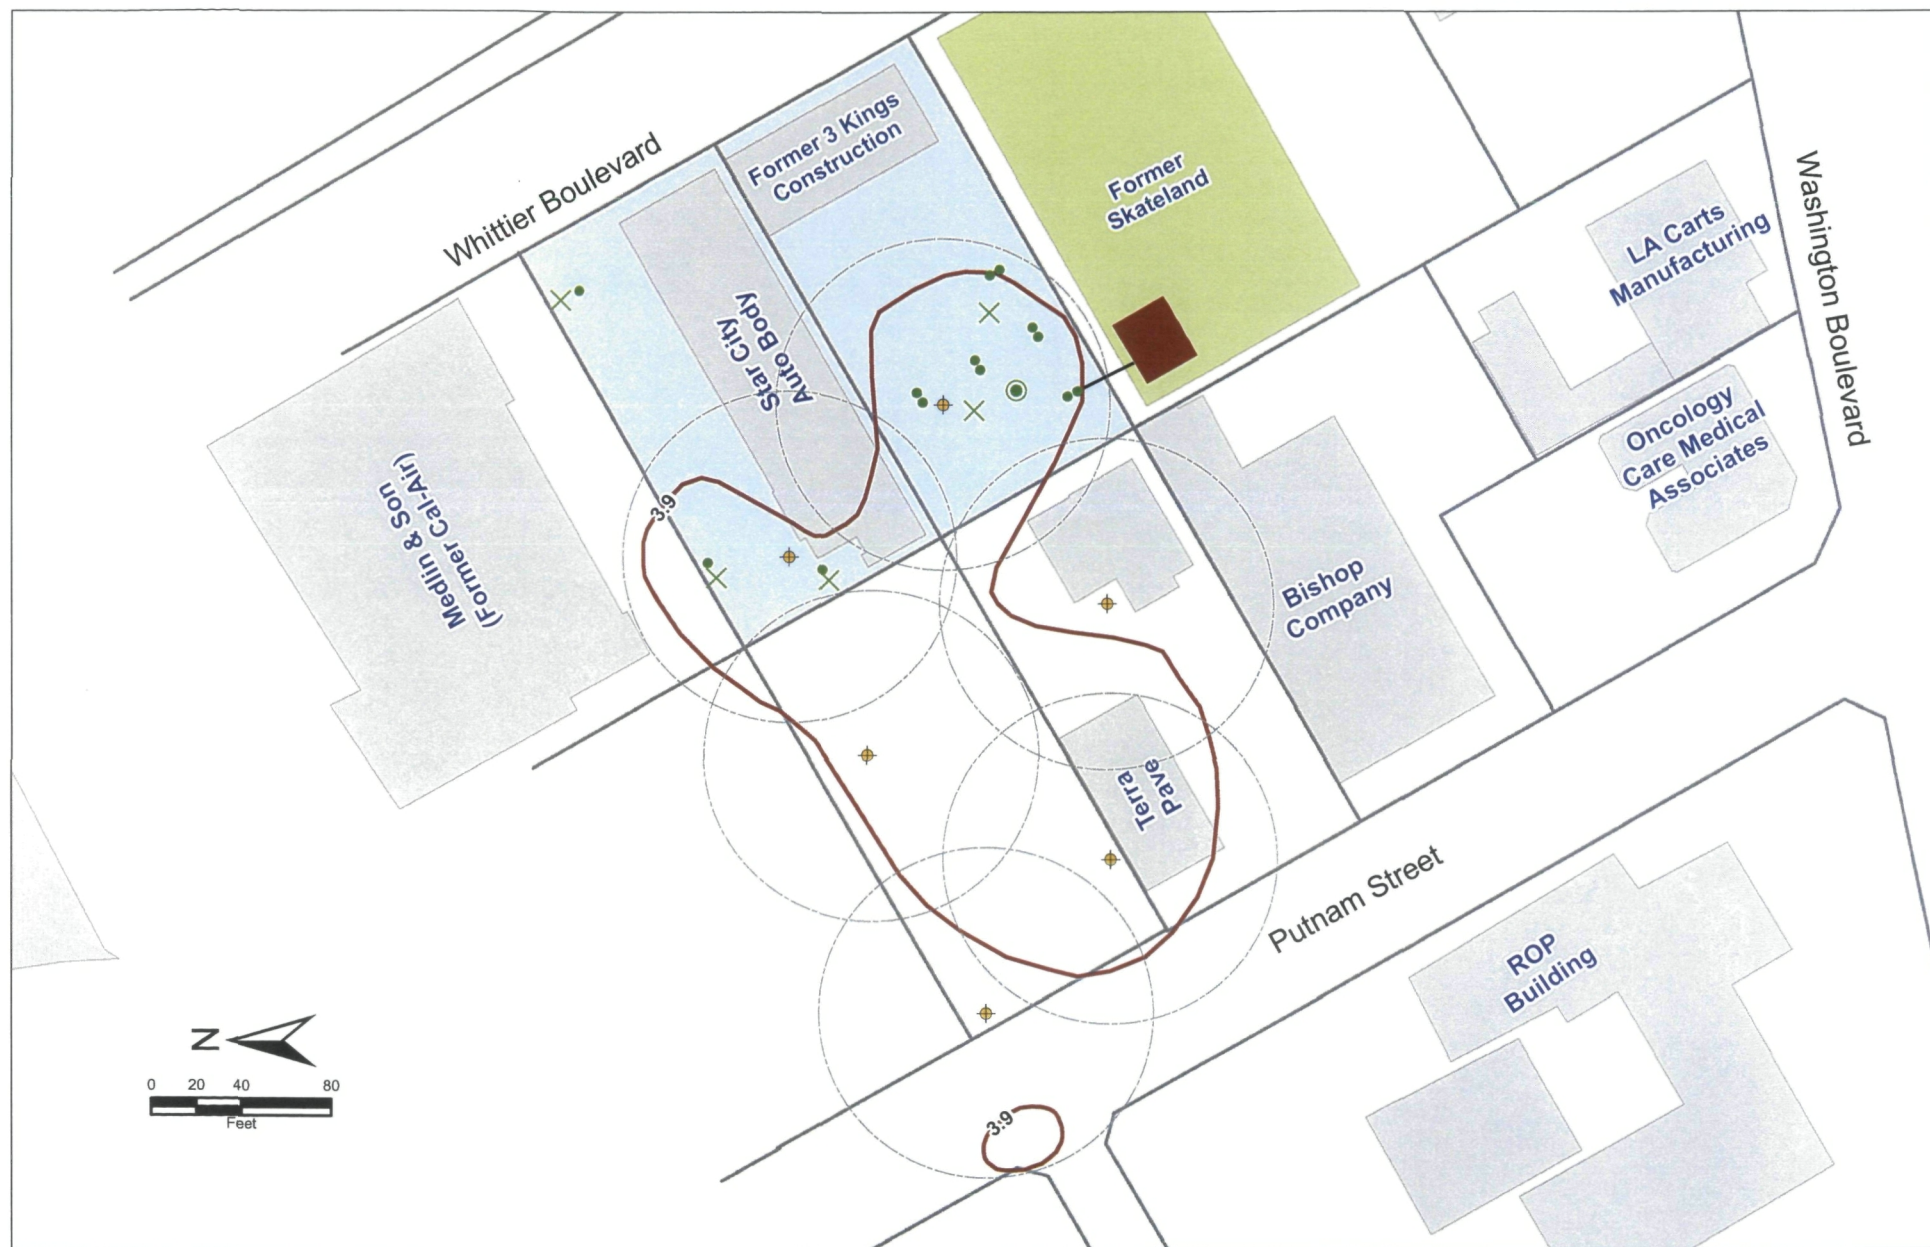 Whittier Boulevard
Former 3 Kings
Construction
Former
Skateland
Star City
Auto Body
Medlin & Son
(Former Cal-Air)
LA Carts
Manufacturing
Washington Boulevard
Oncology
Care Medical
Associates
3.9
Bishop
Company
Terra
Pave
Putnam Street
ROP
Building
N
0 20 40 80
Feet
3.9